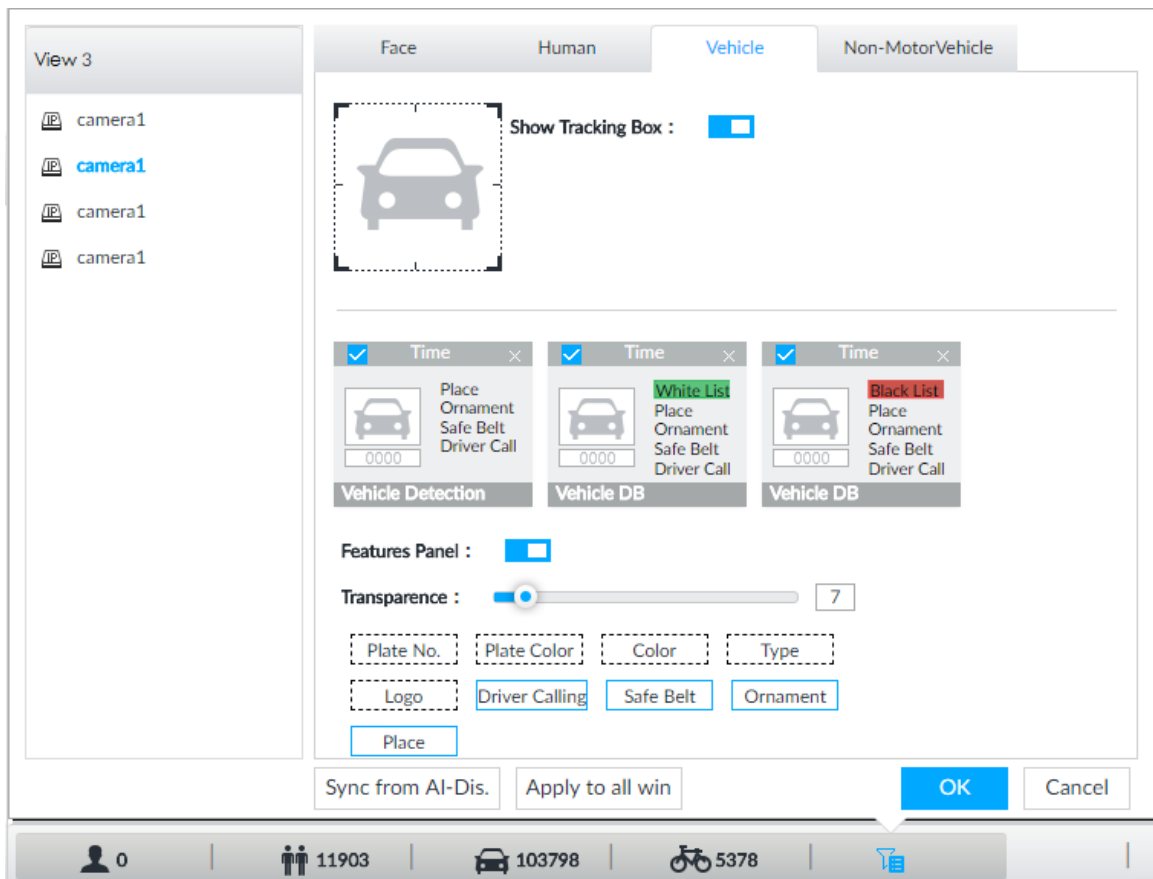 View 3
IP camera1
IP camera1
IP camera1
IP camera1
Face Human Vehicle Non-MotorVehicle
Show Tracking Box :
Time
Place
Ornament
Safe Belt
Driver Call
0000
Vehicle Detection
Time
White List
Place
Ornament
Safe Belt
Driver Call
0000
Vehicle DB
Time
Black List
Place
Ornament
Safe Belt
Driver Call
0000
Vehicle DB
Features Panel :
Transparence : 7
Plate No. Plate Color Color Type
Logo Driver Calling Safe Belt Ornament
Place
Sync from AI-Dis. Apply to all win OK Cancel
0 11903 103798 5378